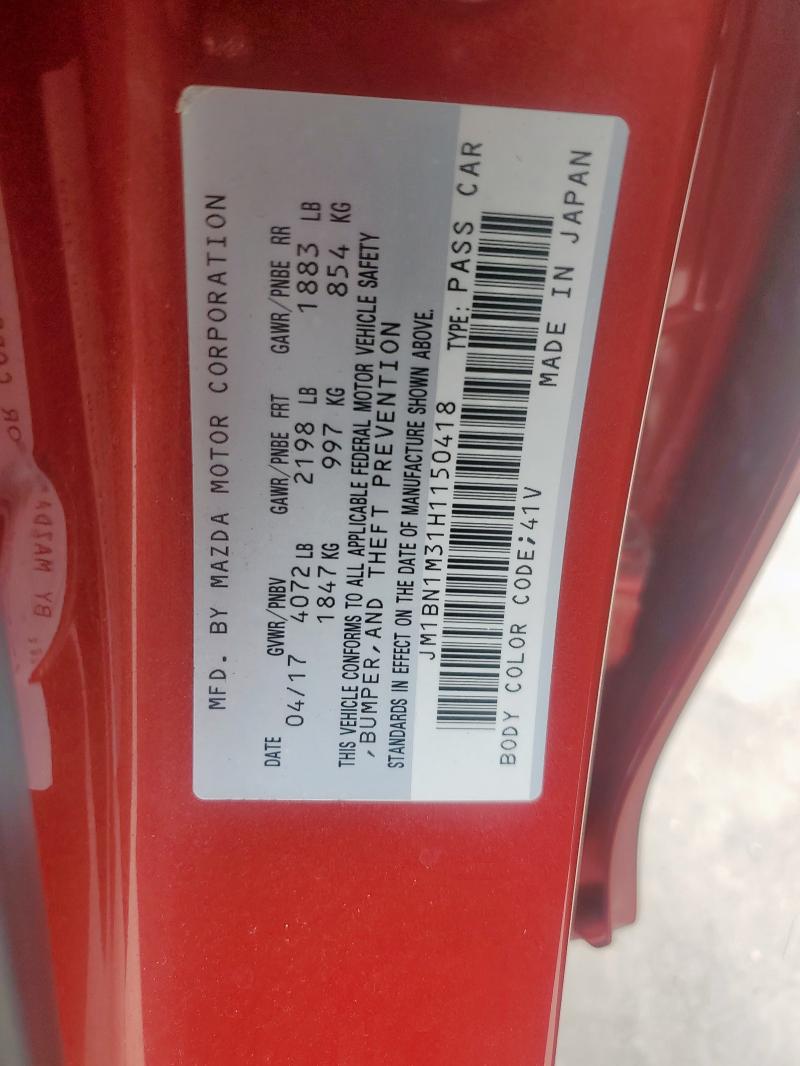 MFD. BY MAZDA MOTOR CORPORATION
DATE GVWR/PNBV GAWR/PNBE FRT GAWR/PNBE RR
04/17 4072 LB 2198 LB 1883 LB
1847 KG 997 KG 854 KG
THIS VEHICLE CONFORMS TO ALL APPLICABLE FEDERAL MOTOR VEHICLE SAFETY
,BUMPER,AND THEFT PREVENTION
STANDARDS IN EFFECT ON THE DATE OF MANUFACTURE SHOWN ABOVE.
JM1BN1M31H1150418 TYPE: PASS CAR
BODY COLOR CODE;41V MADE IN JAPAN
BY MAZDA